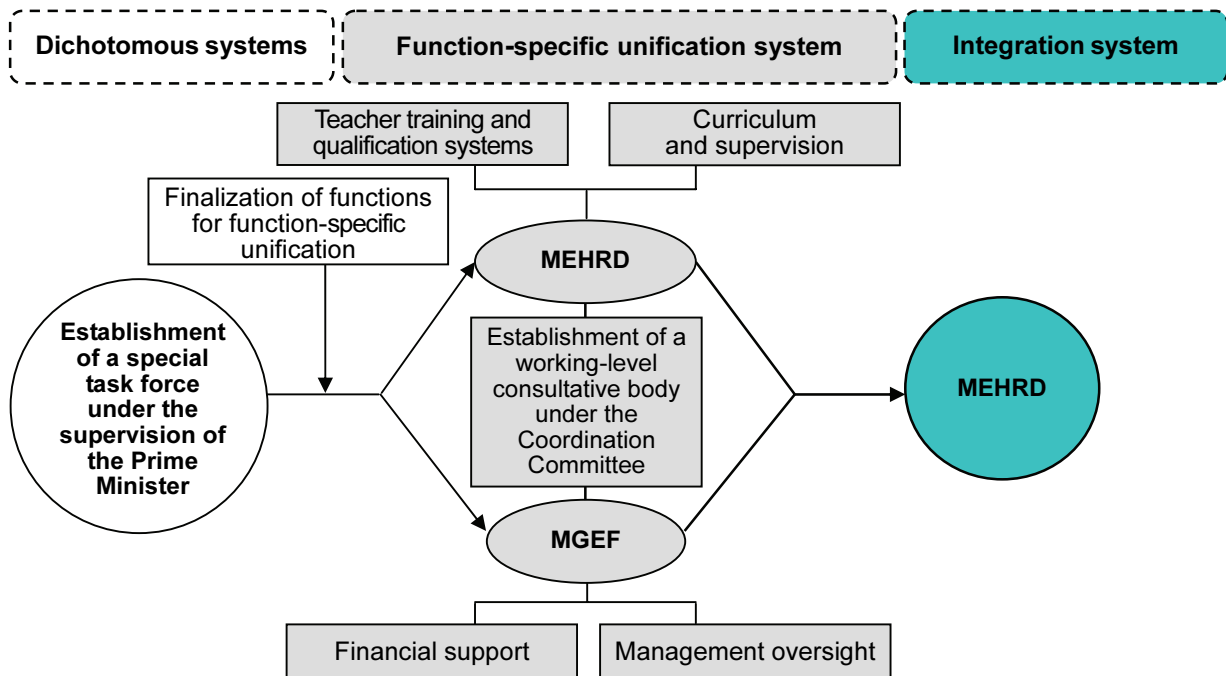 Dichotomous systems
Function-specific unification system
Integration system
Teacher training and
qualification systems
Curriculum
and supervision
Finalization of functions
for function-specific
unification
MEHRD
Establishment
of a special
task force
under the
supervision of
the Prime
Minister
Establishment of a
working-level
consultative body
under the
Coordination
Committee
MEHRD
MGEF
Financial support
Management oversight